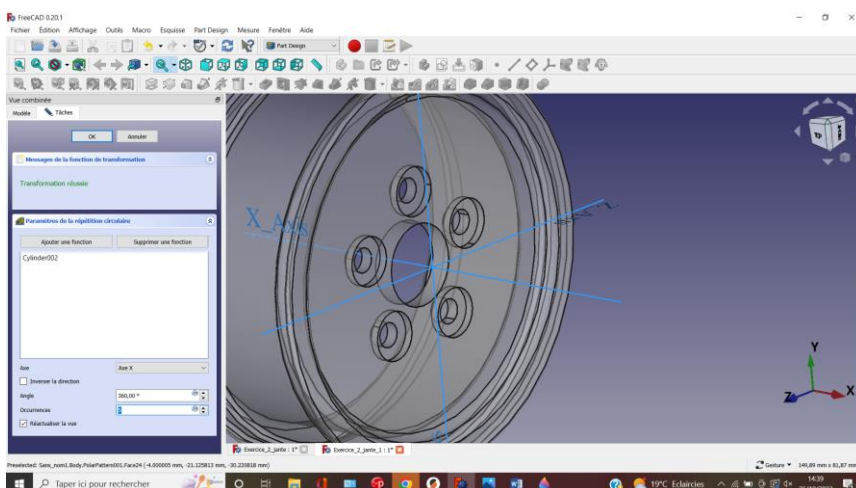 FreeCAD 0.20.1
Fichier Édition Affichage Outils Macro Esquisse Part Design Mesure Fenêtre Aide
Part Design
Vue combinée
Modèle Tâches
OK Annuler
Messages de la fonction de transformation
Transformation réussie
Paramètres de la répétition circulaire
Ajouter une fonction Supprimer une fonction
Cylinder002
Axe Axe X
Inverser la direction
Angle 360,00 °
Occurrences 5
Réactualiser la vue
X_Axis
Y
Z X
Exercice_2_jante : 1* Exercice_2_jante_1 : 1*
Preselected: Sans_nom1.Body.PolarPattern001.Face24 (-4.000005 mm, -21.125813 mm, -30.220818 mm)
Gesture 149,89 mm x 81,87 mm
Taper ici pour rechercher
19°C Eclaircies
14:39